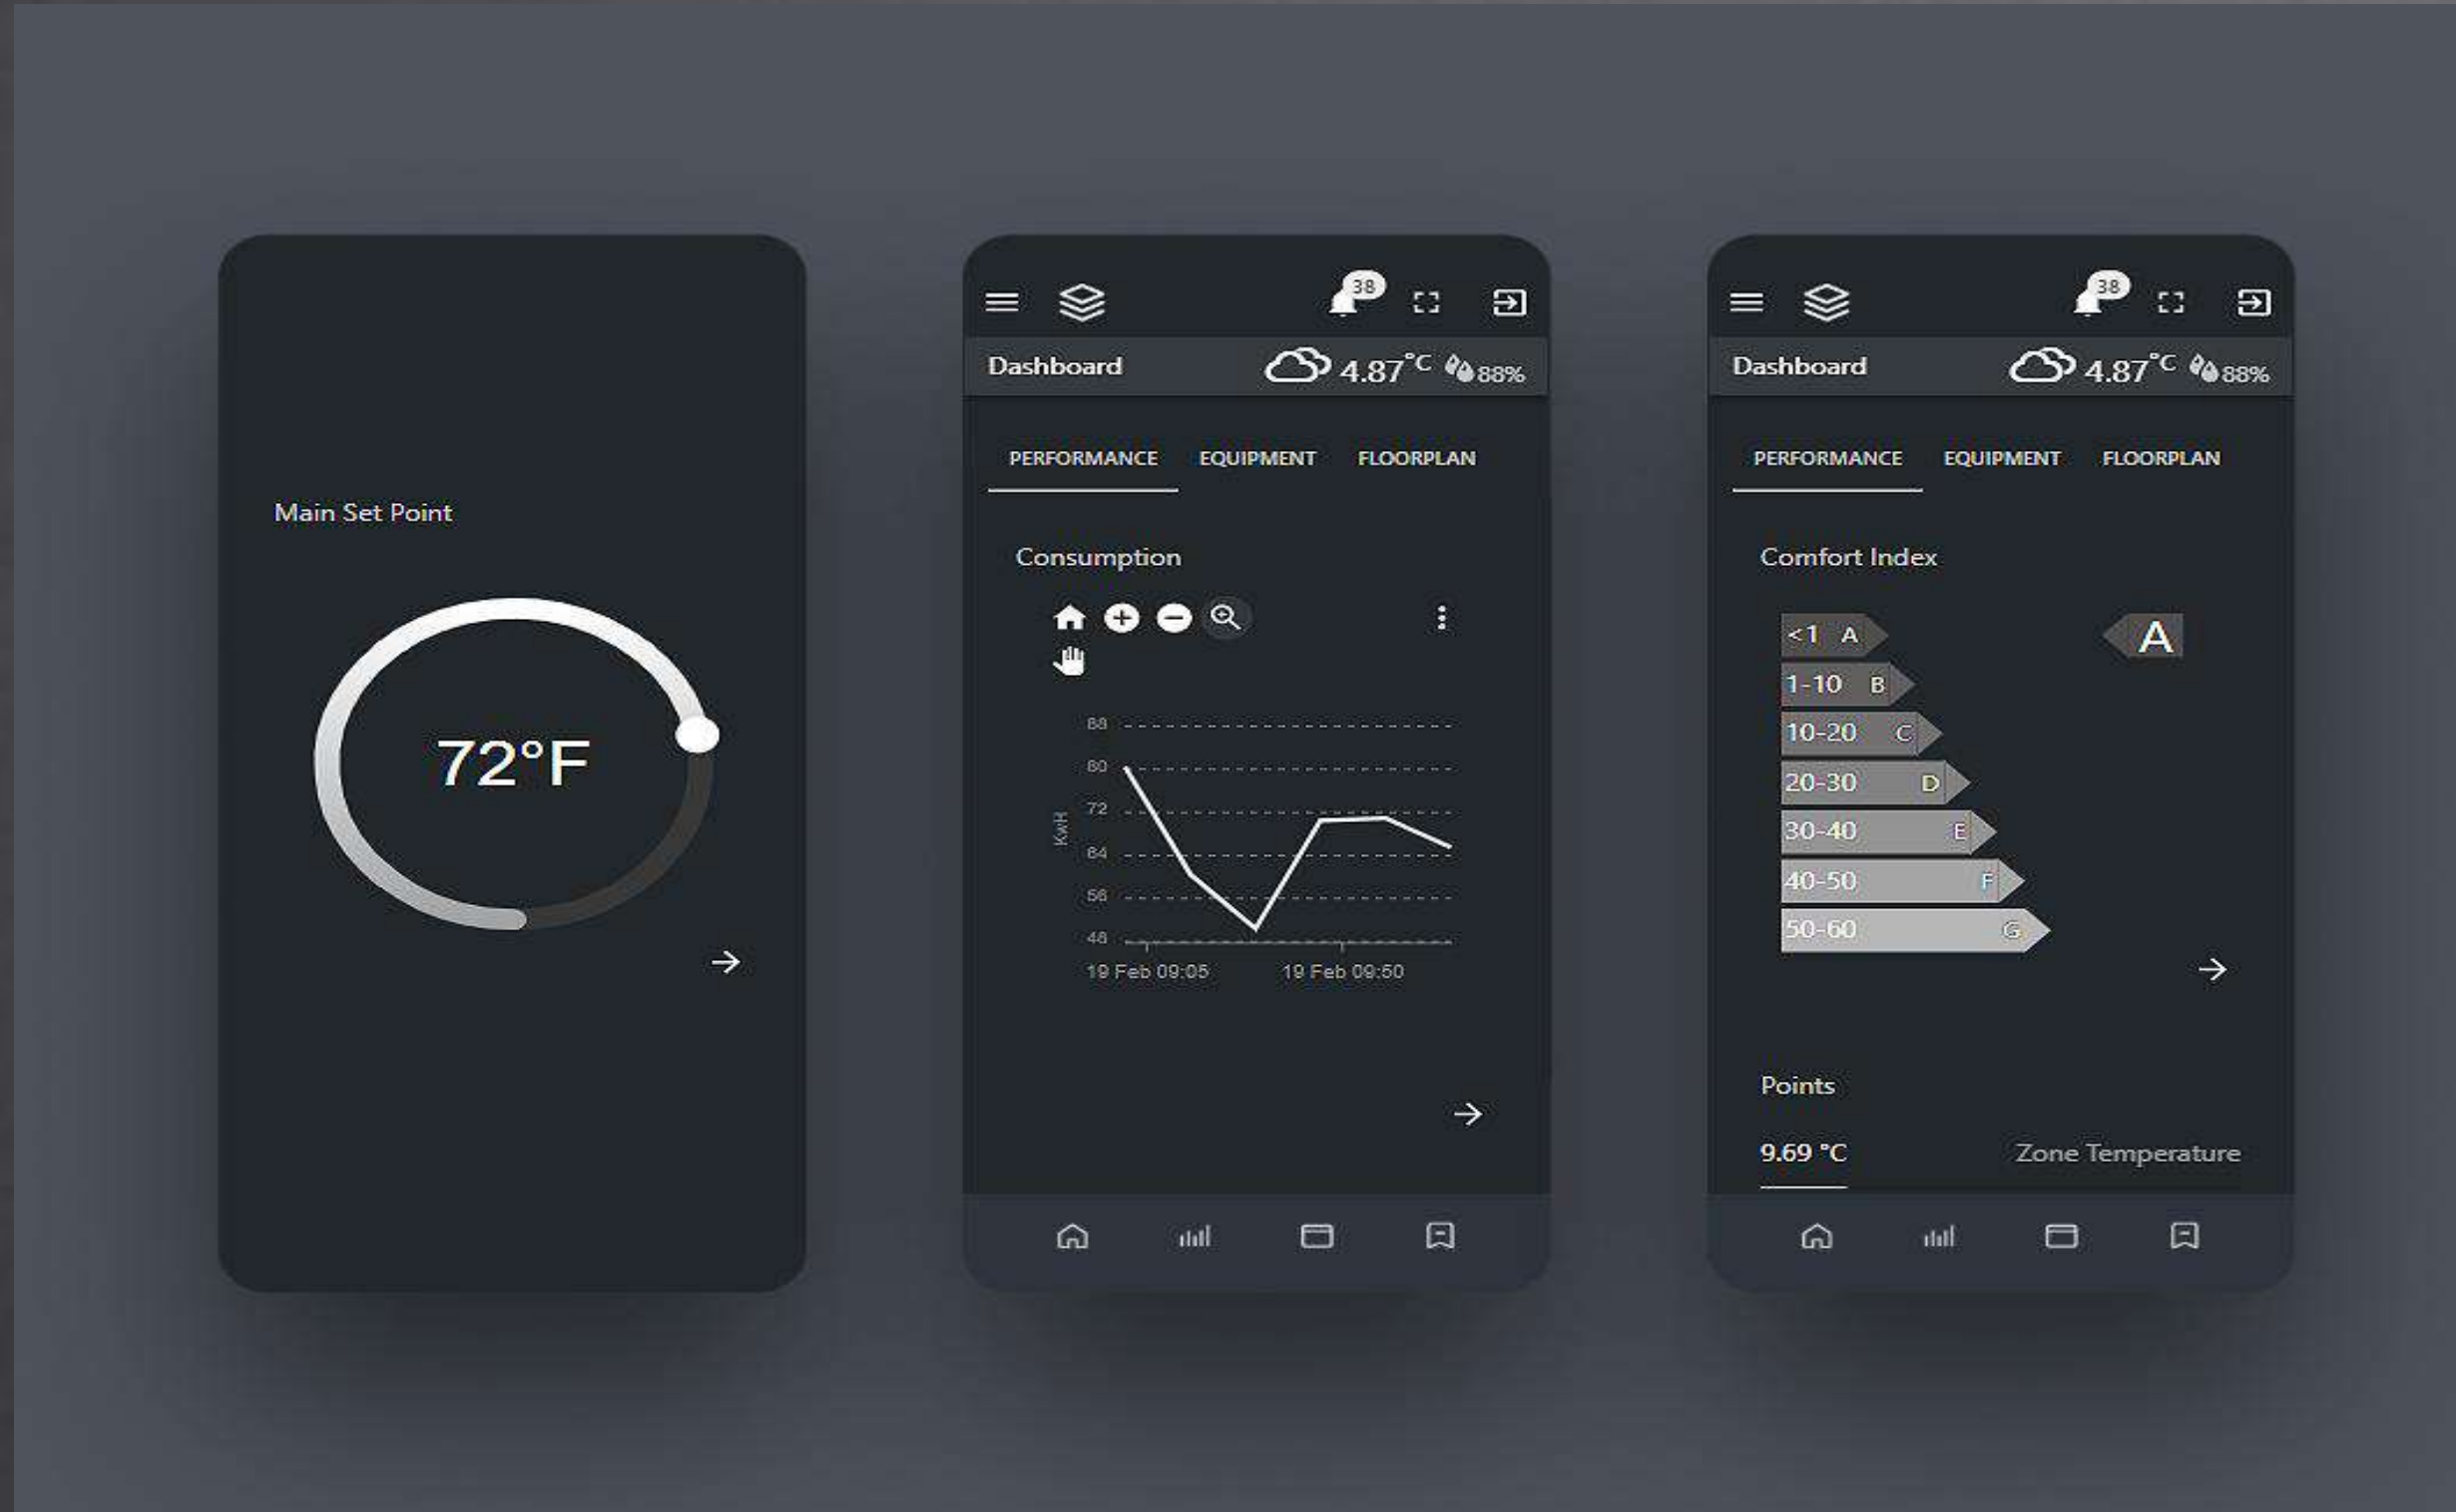 Main Set Point
72°F
38
Dashboard 4.87°C 88%
PERFORMANCE EQUIPMENT FLOORPLAN
Consumption
88
80
72
64
56
48
KwH
19 Feb 09:05 19 Feb 09:50
38
Dashboard 4.87°C 88%
PERFORMANCE EQUIPMENT FLOORPLAN
Comfort Index
<1 A
A
1-10 B
10-20 C
20-30 D
30-40 E
40-50 F
50-60 G
Points
9.69 °C Zone Temperature